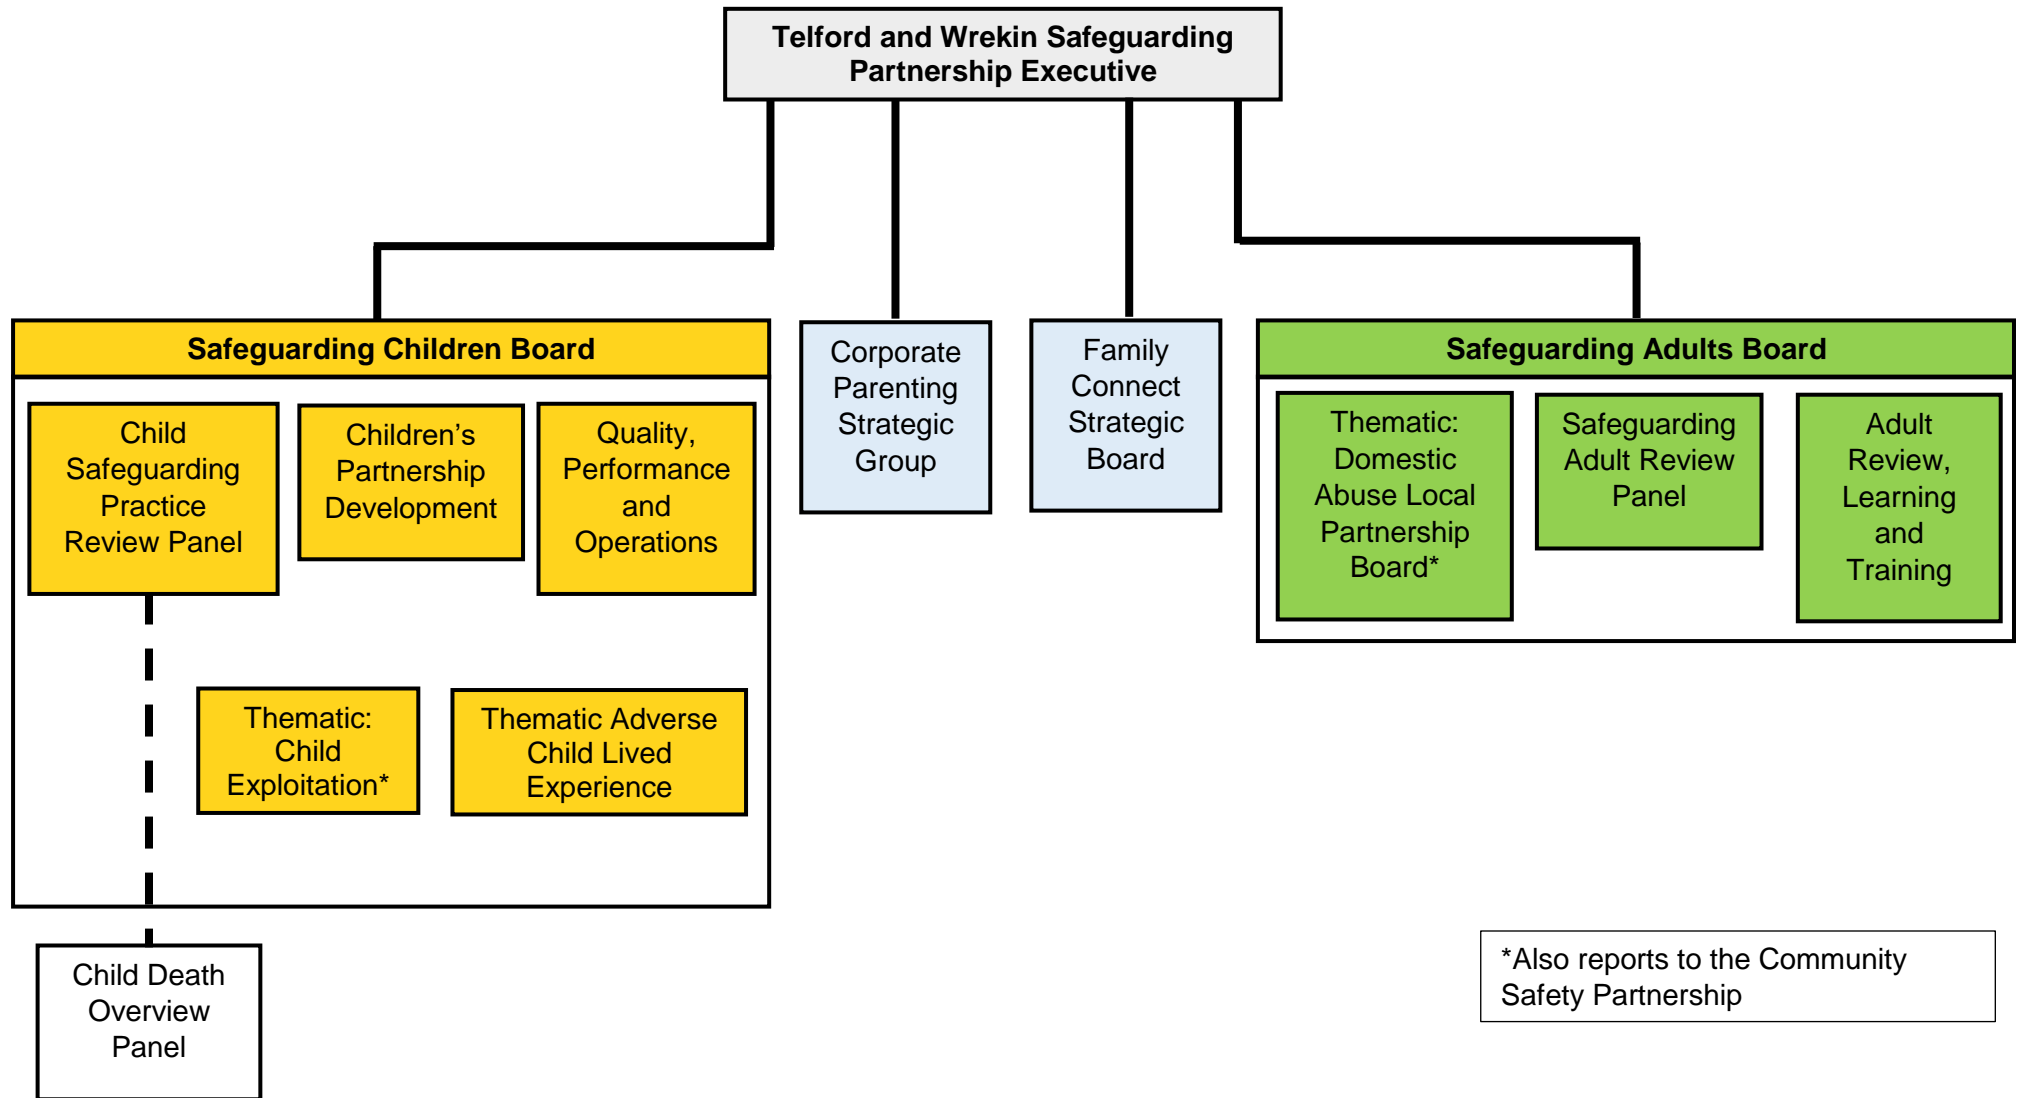 Telford and Wrekin Safeguarding
Partnership Executive
Safeguarding Children Board
Child
Safeguarding
Practice
Review Panel
Children’s
Partnership
Development
Quality,
Performance
and
Operations
Thematic:
Child
Exploitation*
Thematic Adverse
Child Lived
Experience
Child Death
Overview
Panel
Corporate
Parenting
Strategic
Group
Family
Connect
Strategic
Board
Safeguarding Adults Board
Thematic:
Domestic
Abuse Local
Partnership
Board*
Safeguarding
Adult Review
Panel
Adult
Review,
Learning
and
Training
*Also reports to the Community
Safety Partnership